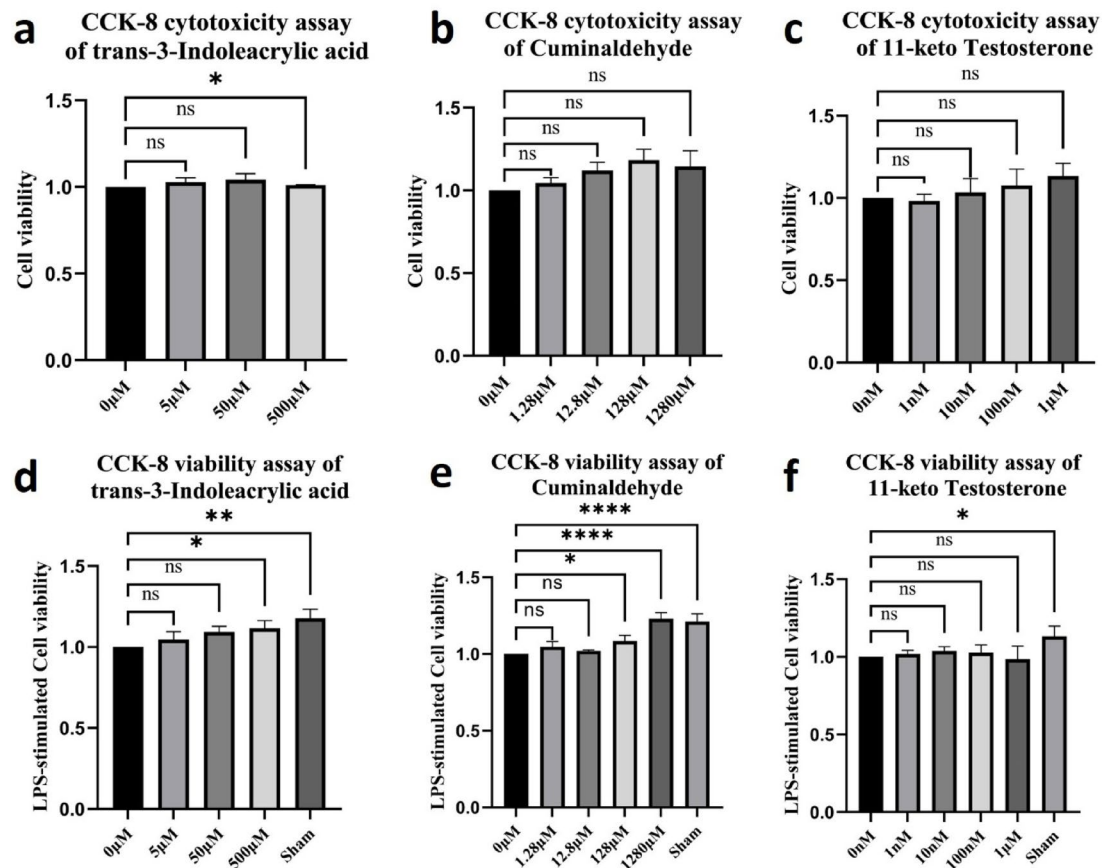 a
CCK-8 cytotoxicity assay
of trans-3-Indoleacrylic acid
Cell viability
1.5
1.0
0.5
0.0
*
ns
ns
0μM
5μM
50μM
500μM
b
CCK-8 cytotoxicity assay
of Cuminaldehyde
Cell viability
1.5
1.0
0.5
0.0
ns
ns
ns
ns
0μM
1.28μM
12.8μM
128μM
1280μM
c
CCK-8 cytotoxicity assay
of 11-keto Testosterone
Cell viability
1.5
1.0
0.5
0.0
ns
ns
ns
ns
0nM
1nM
10nM
100nM
1μM
d
CCK-8 viability assay of
trans-3-Indoleacrylic acid
LPS-stimulated Cell viability
1.5
1.0
0.5
0.0
**
*
ns
ns
0μM
5μM
50μM
500μM
Sham
e
CCK-8 viability assay of
Cuminaldehyde
LPS-stimulated Cell viability
1.5
1.0
0.5
0.0
****
****
*
ns
ns
0μM
1.28μM
12.8μM
128μM
1280μM
Sham
f
CCK-8 viability assay of
11-keto Testosterone
LPS-stimulated Cell viability
1.5
1.0
0.5
0.0
*
ns
ns
ns
ns
0nM
1nM
10nM
100nM
1μM
Sham